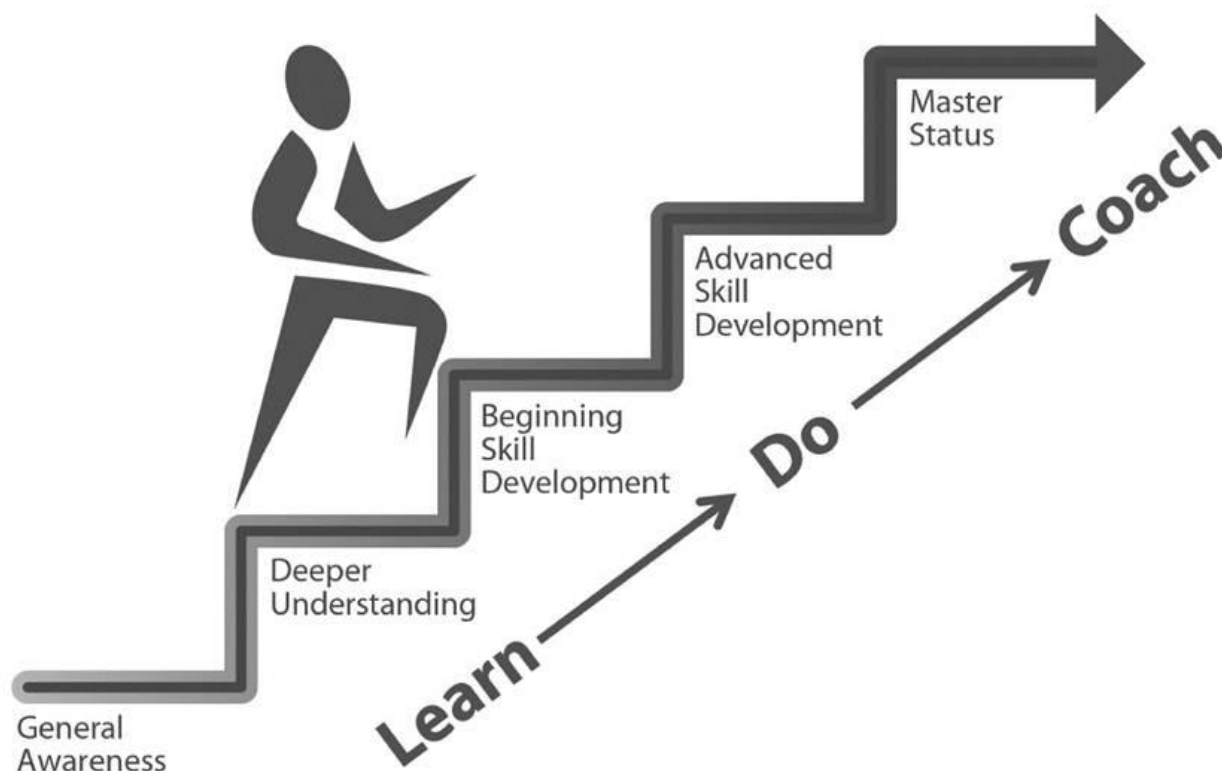 General
Awareness
Deeper
Understanding
Beginning
Skill
Development
Advanced
Skill
Development
Master
Status
Learn
Do
Coach